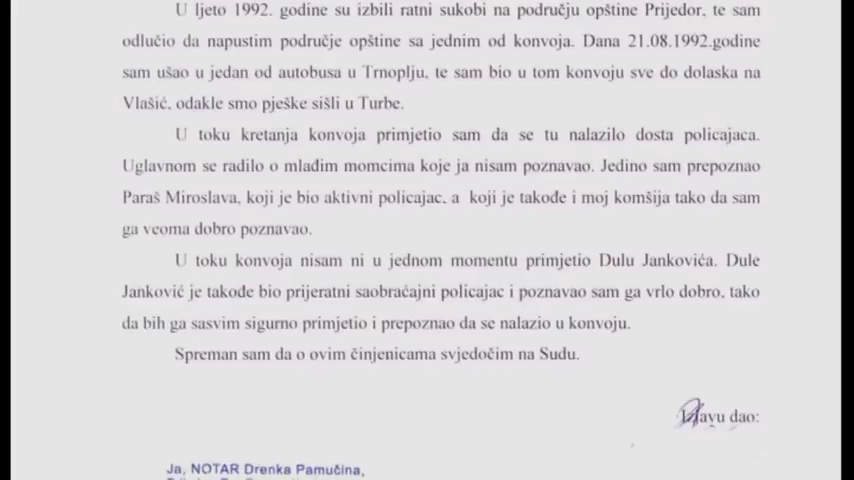 U ljeto 1992. godine su izbili ratni sukobi na području opštine Prijedor, te sam
odlučio da napustim područje opštine sa jednim od konvoja. Dana 21.08.1992.godine
sam ušao u jedan od autobusa u Trnoplju, te sam bio u tom konvoju sve do dolaska na
Vlašić, odakle smo pješke sišli u Turbe.
U toku kretanja konvoja primjetio sam da se tu nalazilo dosta policajaca.
Uglavnom se radilo o mlađim momcima koje ja nisam poznavao. Jedino sam prepoznao
Paraš Miroslava, koji je bio aktivni policajac, a koji je takođe i moj komšija tako da sam
ga veoma dobro poznavao.
U toku konvoja nisam ni u jednom momentu primjetio Dulu Jankovića. Dule
Janković je takođe bio prijeratni saobraćajni policajac i poznavao sam ga vrlo dobro, tako
da bih ga sasvim sigurno primjetio i prepoznao da se nalazio u konvoju.
Spreman sam da o ovim činjenicama svjedočim na Sudu.
Izjavu dao:
Ja, NOTAR Drenka Pamučina,